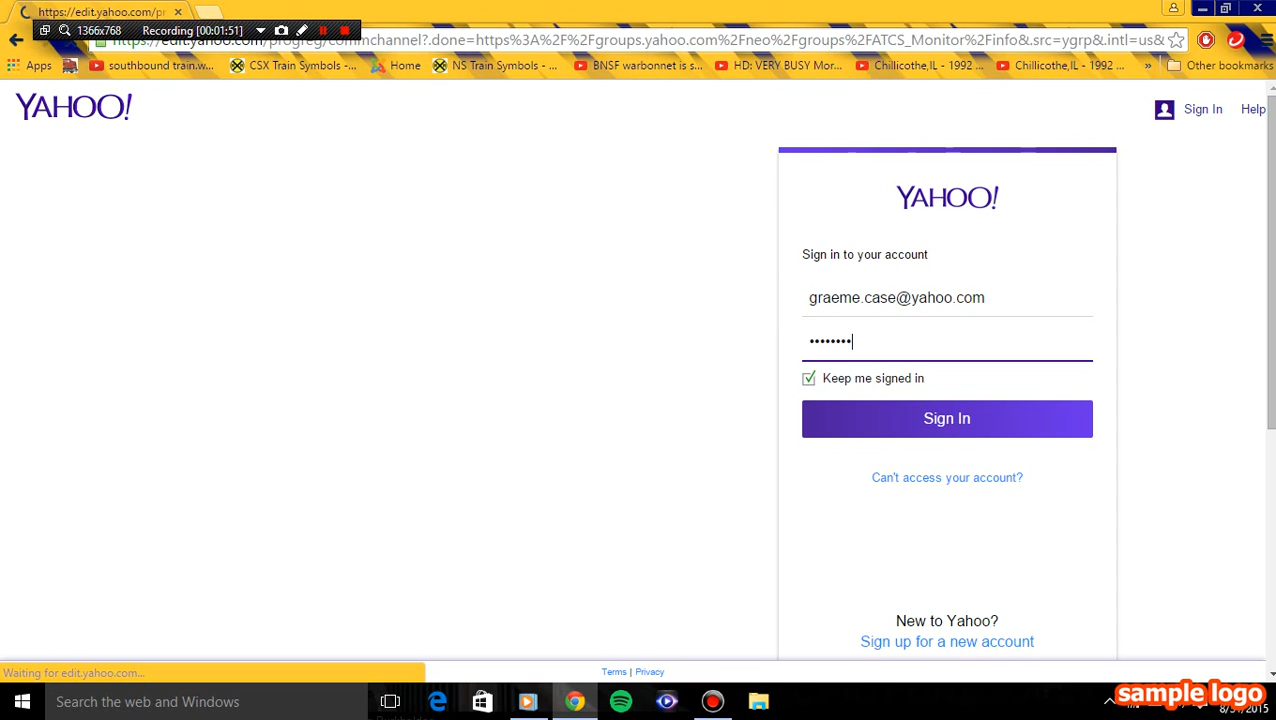 https://edit.yahoo.com/pr
1366x768
Recording [00:01:51]
https://edit.yahoo.com/progreg/com
mchannel?.done=https%3A%2F%2Fgroups.yahoo.com%2Fneo%2Fgroups%2FATCS_Monitor%2Finfo&.src=ygrp&.intl=us&
Apps
southbound train.w...
CSX Train Symbols -...
Home
NS Train Symbols - ...
BNSF warbonnet is s...
HD: VERY BUSY Mor...
Chillicothe,IL - 1992 ...
Chillicothe,IL - 1992 ...
»
Other bookmarks
YAHOO!
Sign In
Help
YAHOO!
Sign in to your account
graeme.case@yahoo.com
••••••••
Keep me signed in
Sign In
Can't access your account?
New to Yahoo?
Sign up for a new account
Waiting for edit.yahoo.com...
Terms | Privacy
Search the web and Windows
sample logo
8/31/2015